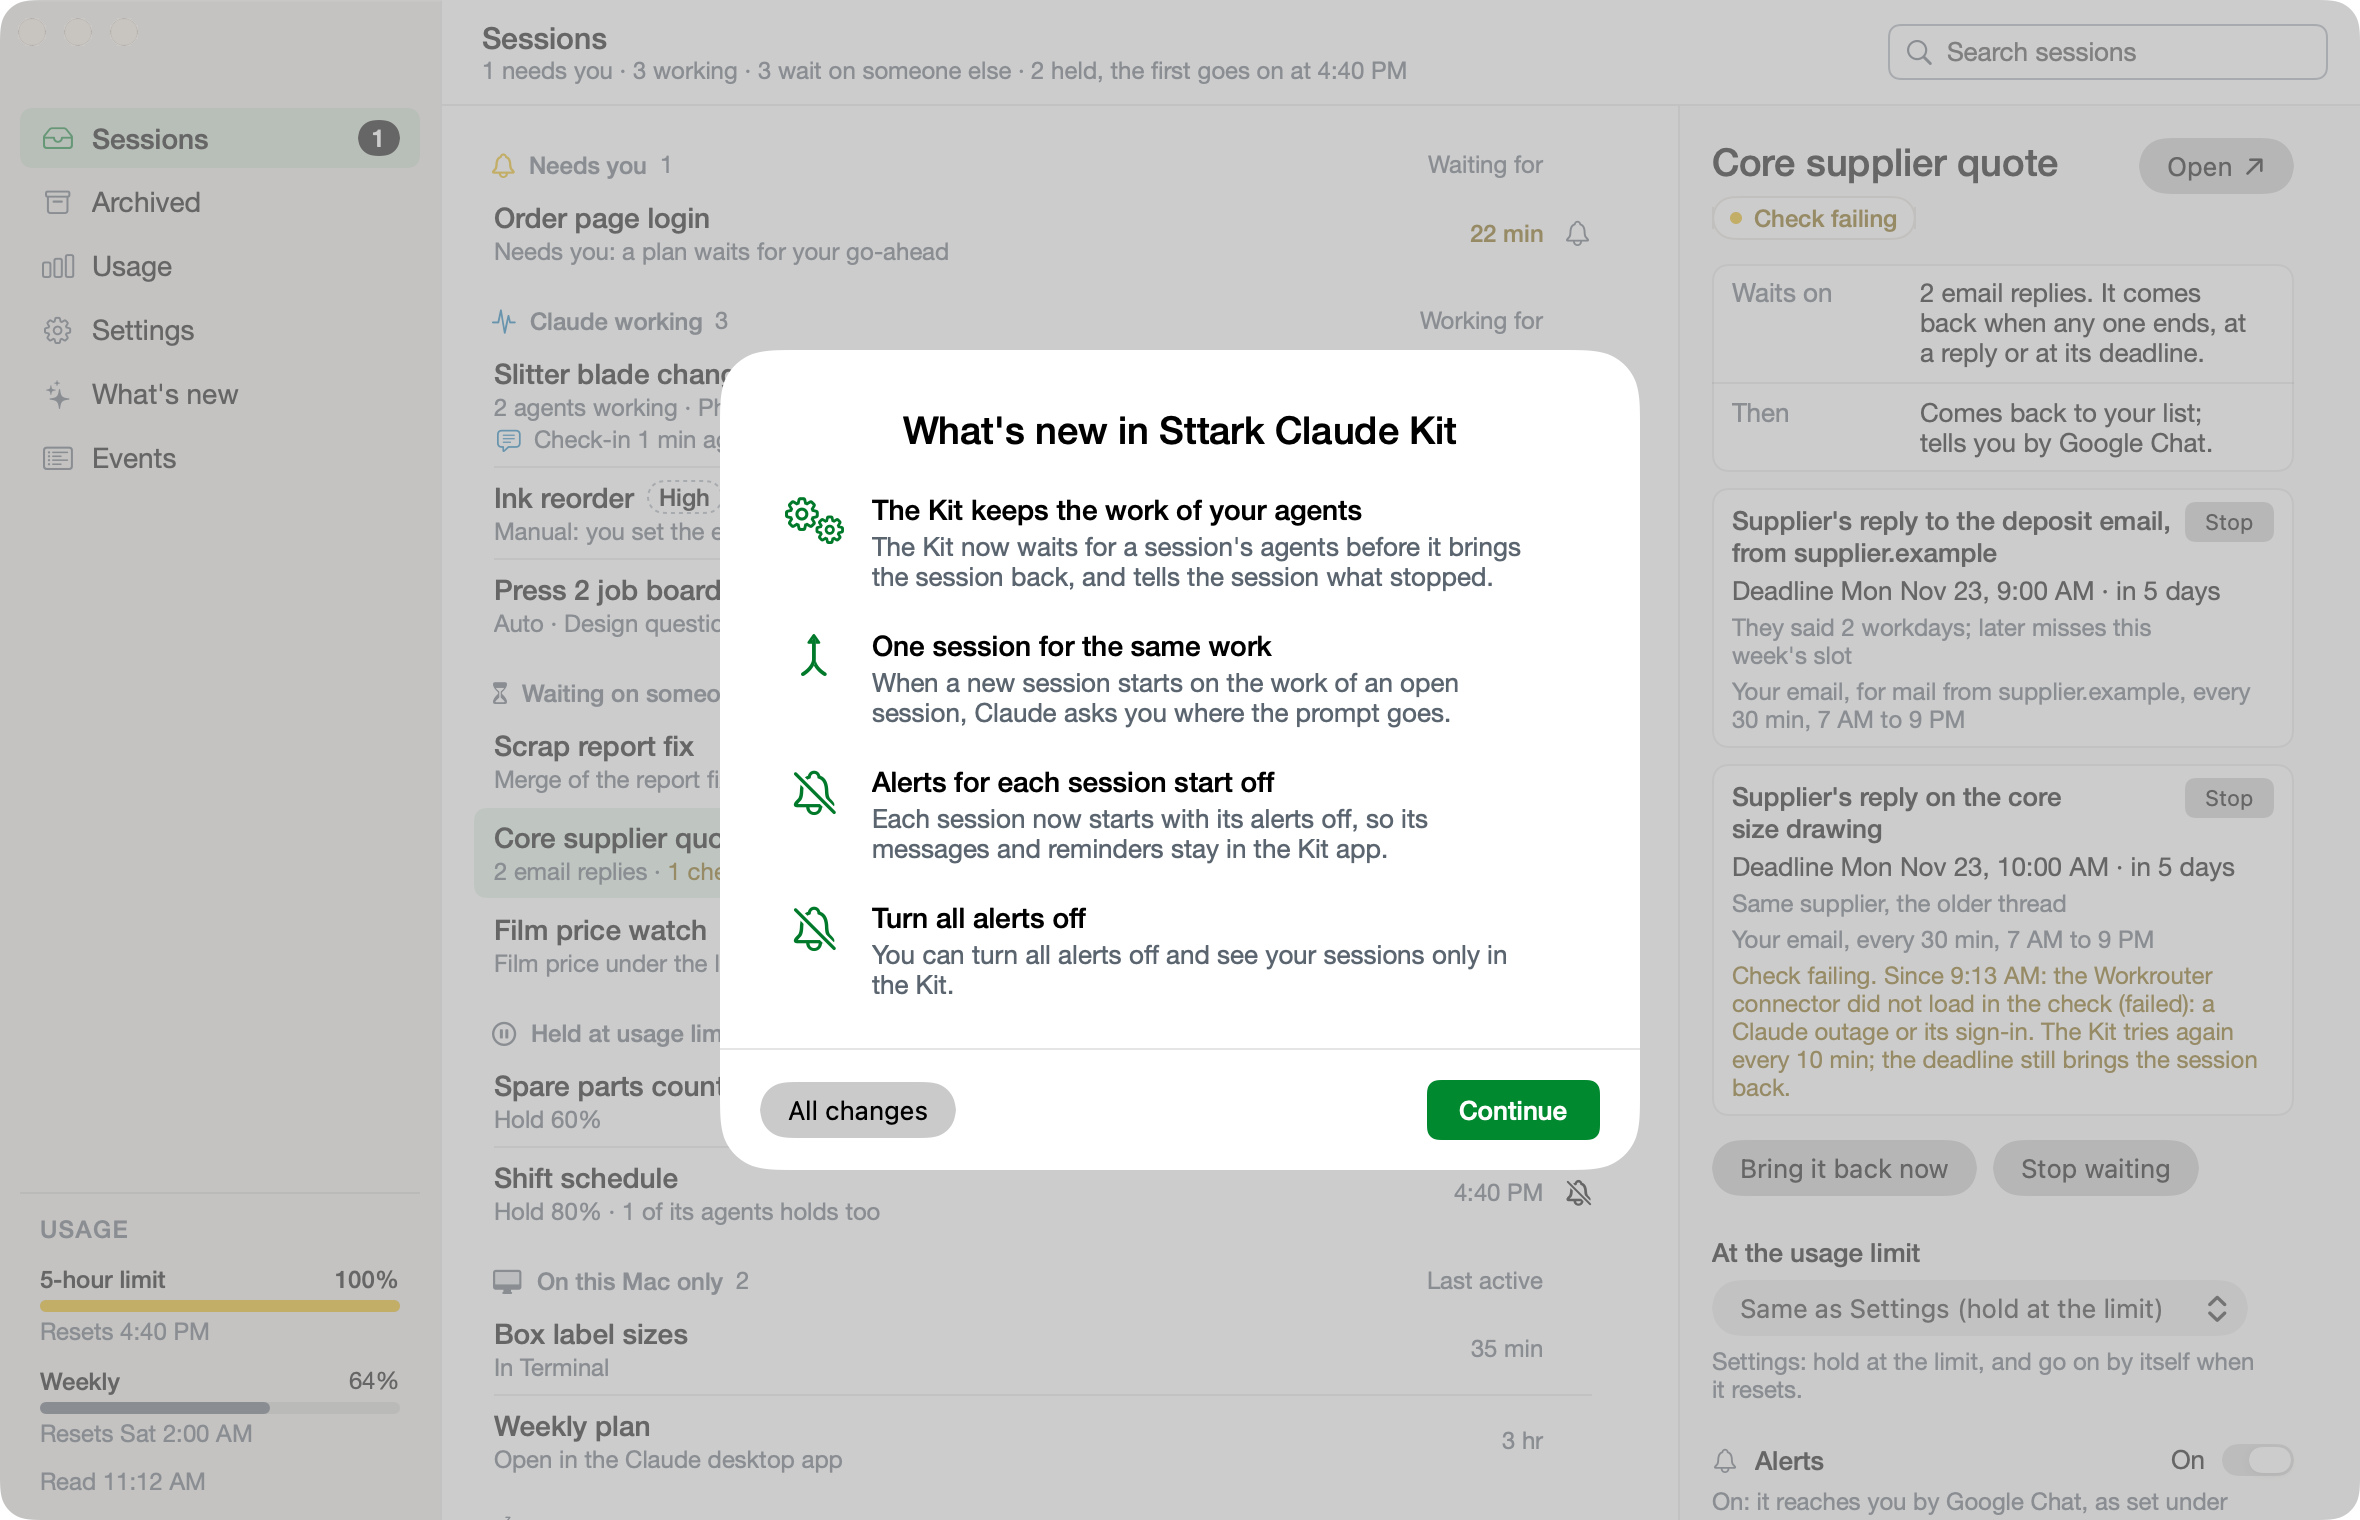 Sessions
1 needs you · 3 working · 3 wait on someone else · 2 held, the first goes on at 4:40 PM
Search sessions
Sessions
1
Archived
Usage
Settings
What's new
Events
USAGE
5-hour limit
100%
Resets 4:40 PM
Weekly
64%
Resets Sat 2:00 AM
Read 11:12 AM
Needs you 1
Waiting for
Order page login
Needs you: a plan waits for your go-ahead
22 min
Claude working 3
Working for
Slitter blade
2 agents working ·
Check-in 1 min
Ink reorder
High
Manual: you set the
Press 2 job board
Auto · Design
Waiting on
Scrap report fix
Merge of the report
Core supplier
2 email replies · 1
Film price watch
Film price under the
Held at usage
Spare parts count
Hold 60%
Shift schedule
Hold 80% · 1 of its agents holds too
4:40 PM
On this Mac only 2
Last active
Box label sizes
In Terminal
35 min
Weekly plan
Open in the Claude desktop app
3 hr
What's new in Sttark Claude Kit
The Kit keeps the work of your agents
The Kit now waits for a session's agents before it brings
the session back, and tells the session what stopped.
One session for the same work
When a new session starts on the work of an open
session, Claude asks you where the prompt goes.
Alerts for each session start off
Each session now starts with its alerts off, so its
messages and reminders stay in the Kit app.
Turn all alerts off
You can turn all alerts off and see your sessions only in
the Kit.
All changes
Continue
Core supplier quote
Open
Check failing
Waits on
2 email replies. It comes
back when any one ends, at
a reply or at its deadline.
Then
Comes back to your list;
tells you by Google Chat.
Supplier's reply to the deposit email,
from supplier.example
Stop
Deadline Mon Nov 23, 9:00 AM · in 5 days
They said 2 workdays; later misses this
week's slot
Your email, for mail from supplier.example, every
30 min, 7 AM to 9 PM
Supplier's reply on the core
size drawing
Stop
Deadline Mon Nov 23, 10:00 AM · in 5 days
Same supplier, the older thread
Your email, every 30 min, 7 AM to 9 PM
Check failing. Since 9:13 AM: the Workrouter
connector did not load in the check (failed): a
Claude outage or its sign-in. The Kit tries again
every 10 min; the deadline still brings the session
back.
Bring it back now
Stop waiting
At the usage limit
Same as Settings (hold at the limit)
Settings: hold at the limit, and go on by itself when
it resets.
Alerts
On
On: it reaches you by Google Chat, as set under